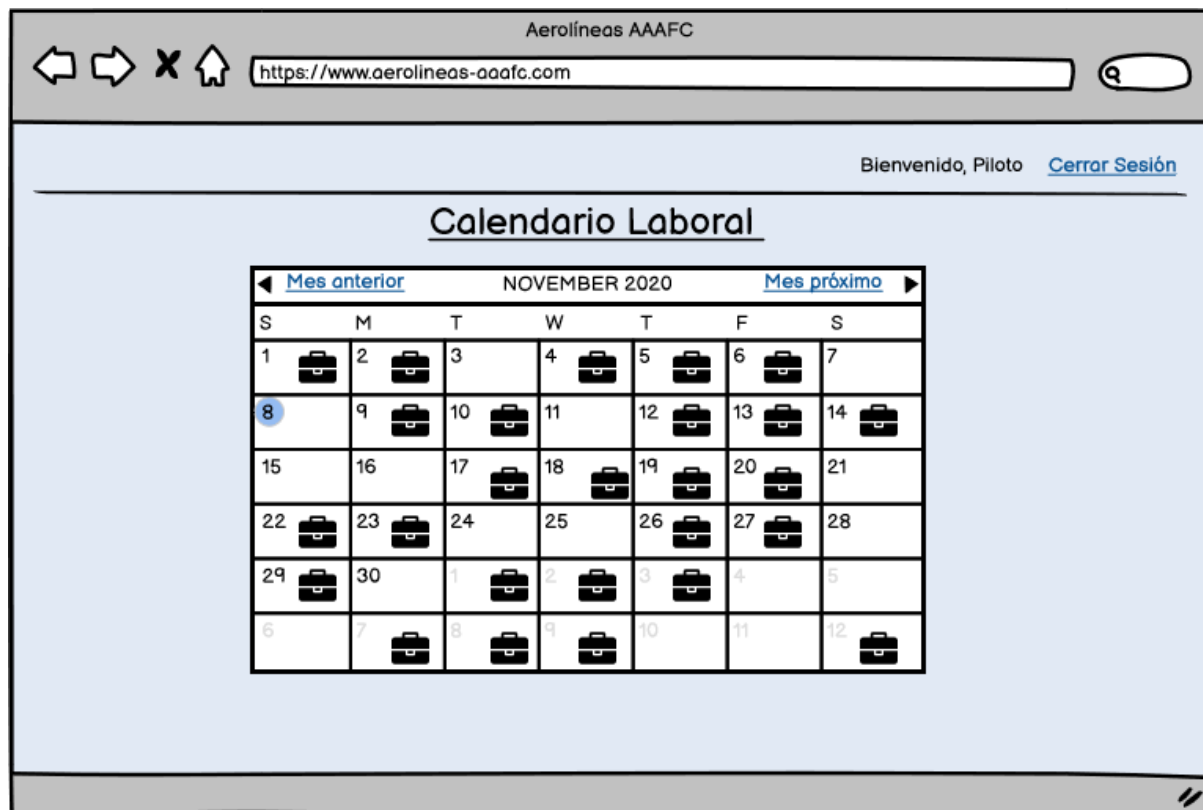 Aerolíneas AAAFC
https://www.aerolineas-aaafc.com
Bienvenido, Piloto Cerrar Sesión
Calendario Laboral
Mes anterior NOVEMBER 2020 Mes próximo
S M T W T F S
1 2 3 4 5 6 7
8 9 10 11 12 13 14
15 16 17 18 19 20 21
22 23 24 25 26 27 28
29 30 1 2 3 4 5
6 7 8 9 10 11 12